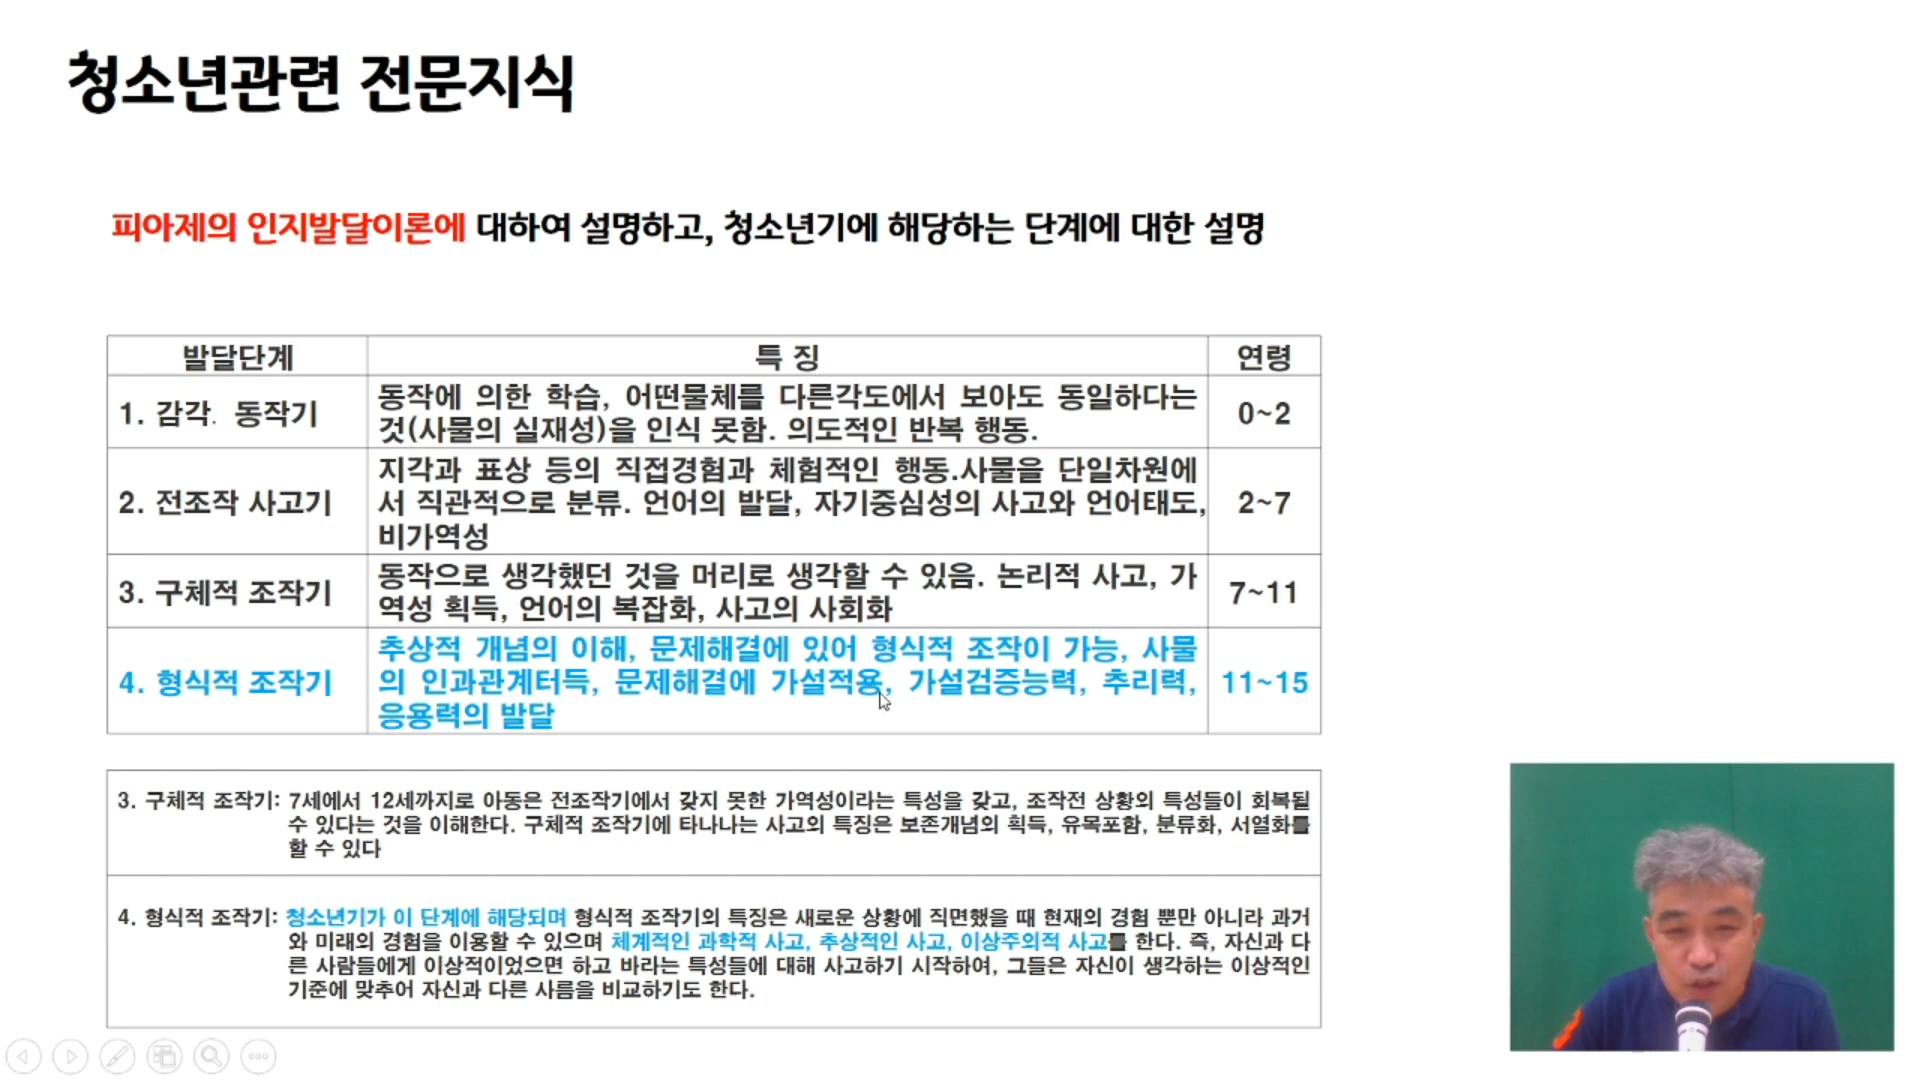 청소년관련 전문지식
피아제의 인지발달이론에 대하여 설명하고, 청소년기에 해당하는 단계에 대한 설명
발달단계 특 징 연령
1. 감각. 동작기
동작에 의한 학습, 어떤물체를 다른각도에서 보아도 동일하다는
것(사물의 실재성)을 인식 못함. 의도적인 반복 행동.
0~2
2. 전조작 사고기
지각과 표상 등의 직접경험과 체험적인 행동.사물을 단일차원에
서 직관적으로 분류. 언어의 발달, 자기중심성의 사고와 언어태도,
비가역성
2~7
3. 구체적 조작기
동작으로 생각했던 것을 머리로 생각할 수 있음. 논리적 사고, 가
역성 획득, 언어의 복잡화, 사고의 사회화
7~11
4. 형식적 조작기
추상적 개념의 이해, 문제해결에 있어 형식적 조작이 가능, 사물
의 인과관계터득, 문제해결에 가설적용, 가설검증능력, 추리력,
응용력의 발달
11~15
3. 구체적 조작기: 7세에서 12세까지로 아동은 전조작기에서 갖지 못한 가역성이라는 특성을 갖고, 조작전 상황의 특성들이 회복될
수 있다는 것을 이해한다. 구체적 조작기에 타나나는 사고의 특징은 보존개념의 획득, 유목포함, 분류화, 서열화를
할 수 있다
4. 형식적 조작기: 청소년기가 이 단계에 해당되며 형식적 조작기의 특징은 새로운 상황에 직면했을 때 현재의 경험 뿐만 아니라 과거
와 미래의 경험을 이용할 수 있으며 체계적인 과학적 사고, 추상적인 사고, 이상주의적 사고를 한다. 즉, 자신과 다
른 사람들에게 이상적이었으면 하고 바라는 특성들에 대해 사고하기 시작하여, 그들은 자신이 생각하는 이상적인
기준에 맞추어 자신과 다른 사름을 비교하기도 한다.